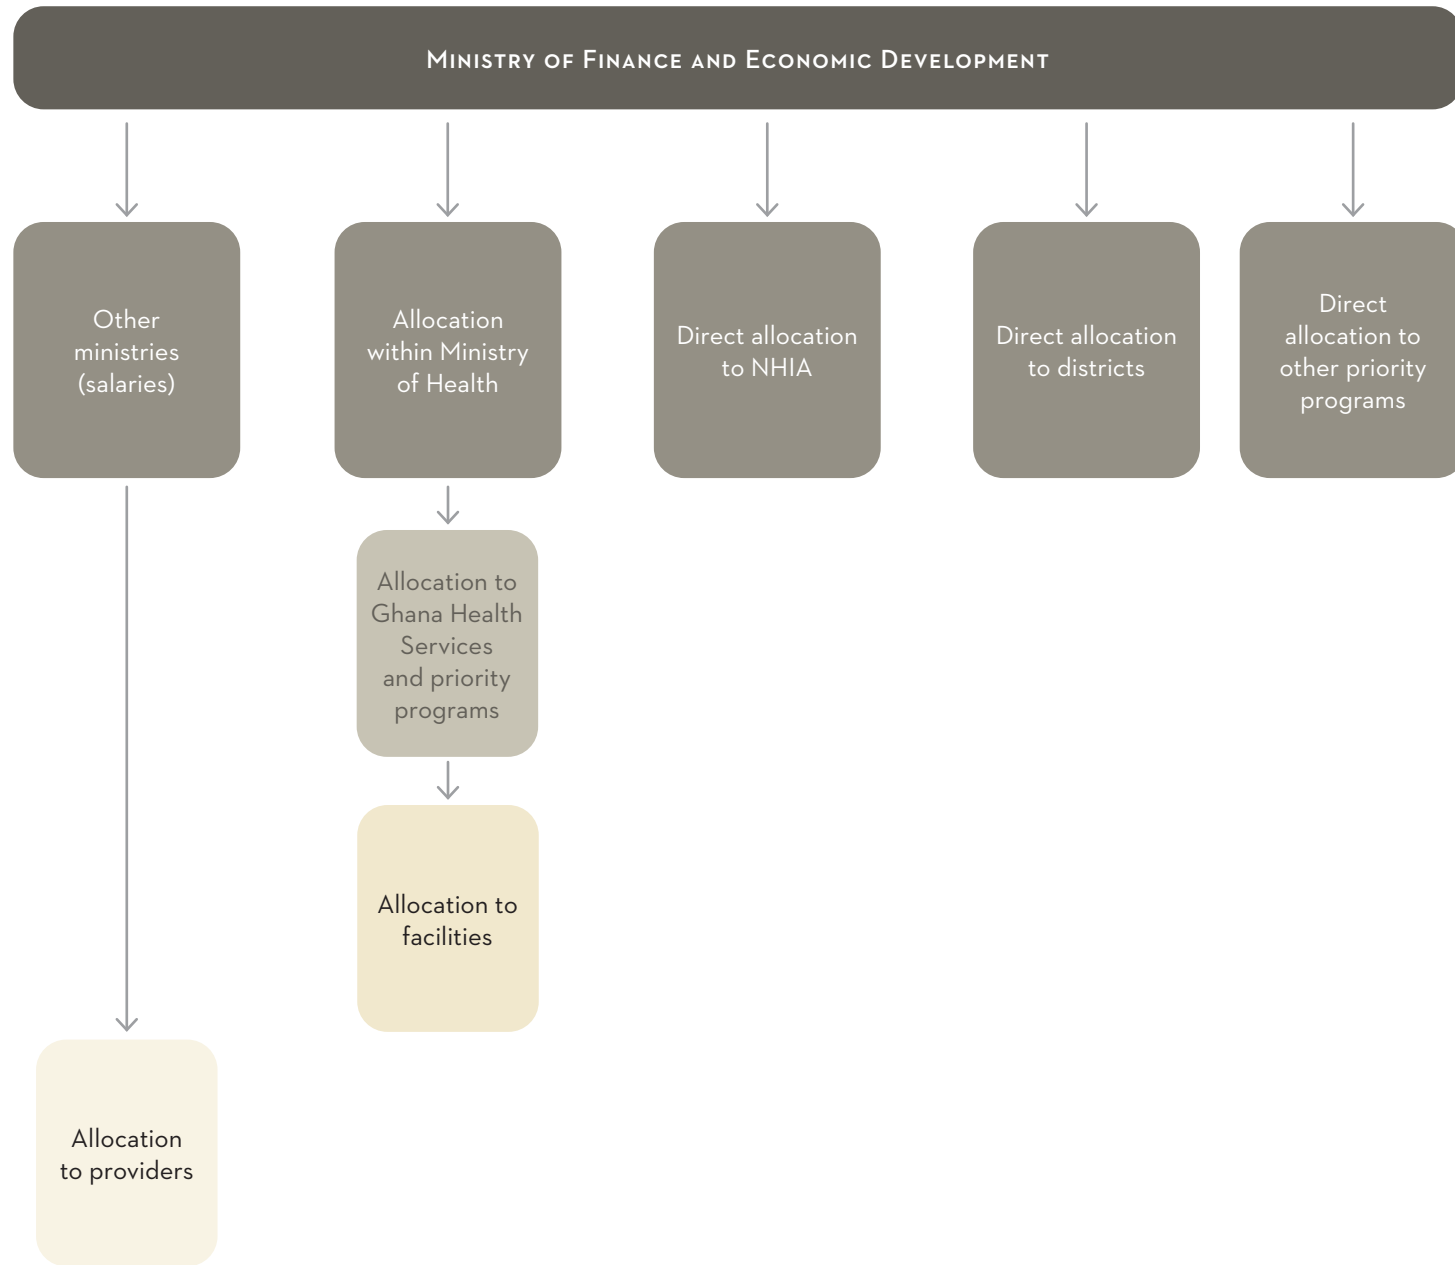 Ministry of Finance and Economic Development
Other
ministries
(salaries)
Allocation
within Ministry
of Health
Direct allocation
to NHIA
Direct allocation
to districts
Direct
allocation to
other priority
programs
Allocation to
Ghana Health
Services
and priority
programs
Allocation to
facilities
Allocation
to providers